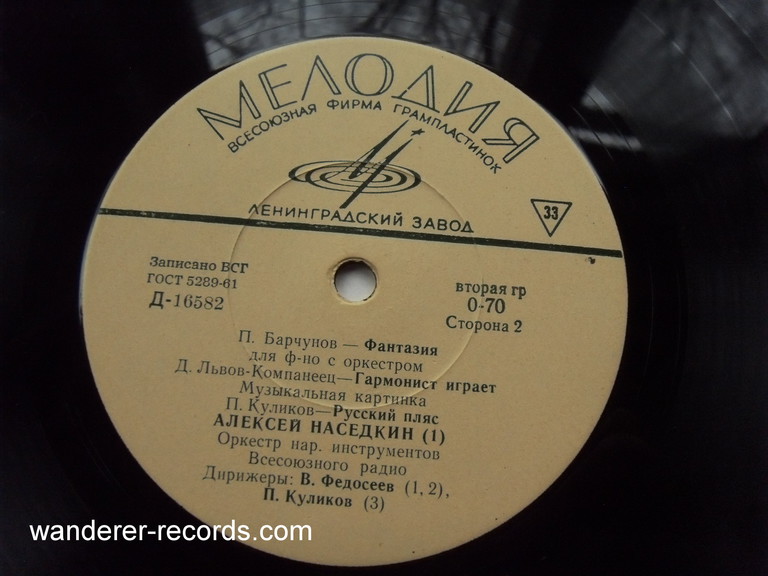 МЕЛОДИЯ
ВСЕСОЮЗНАЯ ФИРМА ГРАМПЛАСТИНОК
ЛЕНИНГРАДСКИЙ ЗАВОД
33
Записано ВСГ
ГОСТ 5289-61
Д-16582
вторая гр
0-70
Сторона 2
П. Барчунов — Фантазия
для ф-но с оркестром
Д. Львов-Компанеец — Гармонист играет
Музыкальная картинка
П. Куликов — Русский пляс
АЛЕКСЕЙ НАСЕДКИН (1)
Оркестр нар. инструментов
Всесоюзного радио
Дирижеры: В. Федосеев (1, 2),
П. Куликов (3)
wanderer-records.com